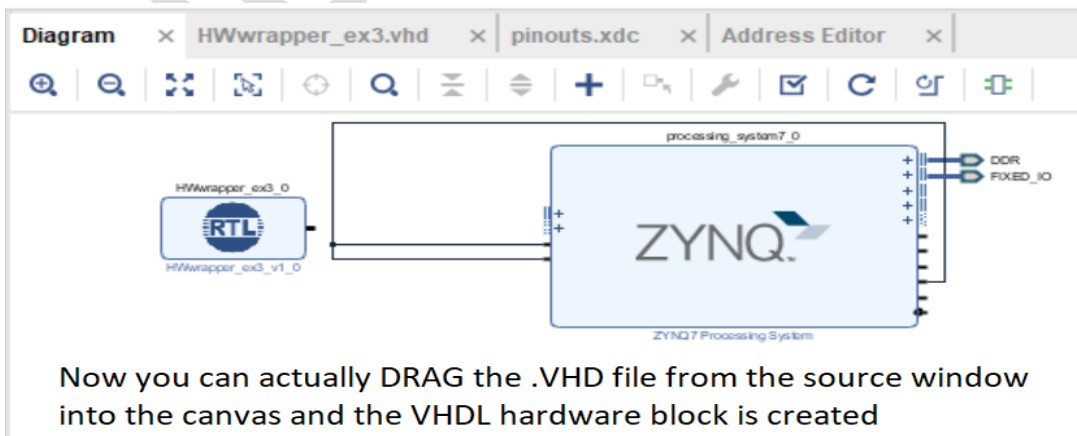 Diagram × HWwrapper_ex3.vhd × pinouts.xdc × Address Editor ×
processing_system7_0
DDR
FIXED_IO
HWwrapper_ex3_0
RTL
ZYNQ
HWwrapper_ex3_v1_0
ZYNQ7 Processing System
Now you can actually DRAG the .VHD file from the source window
into the canvas and the VHDL hardware block is created